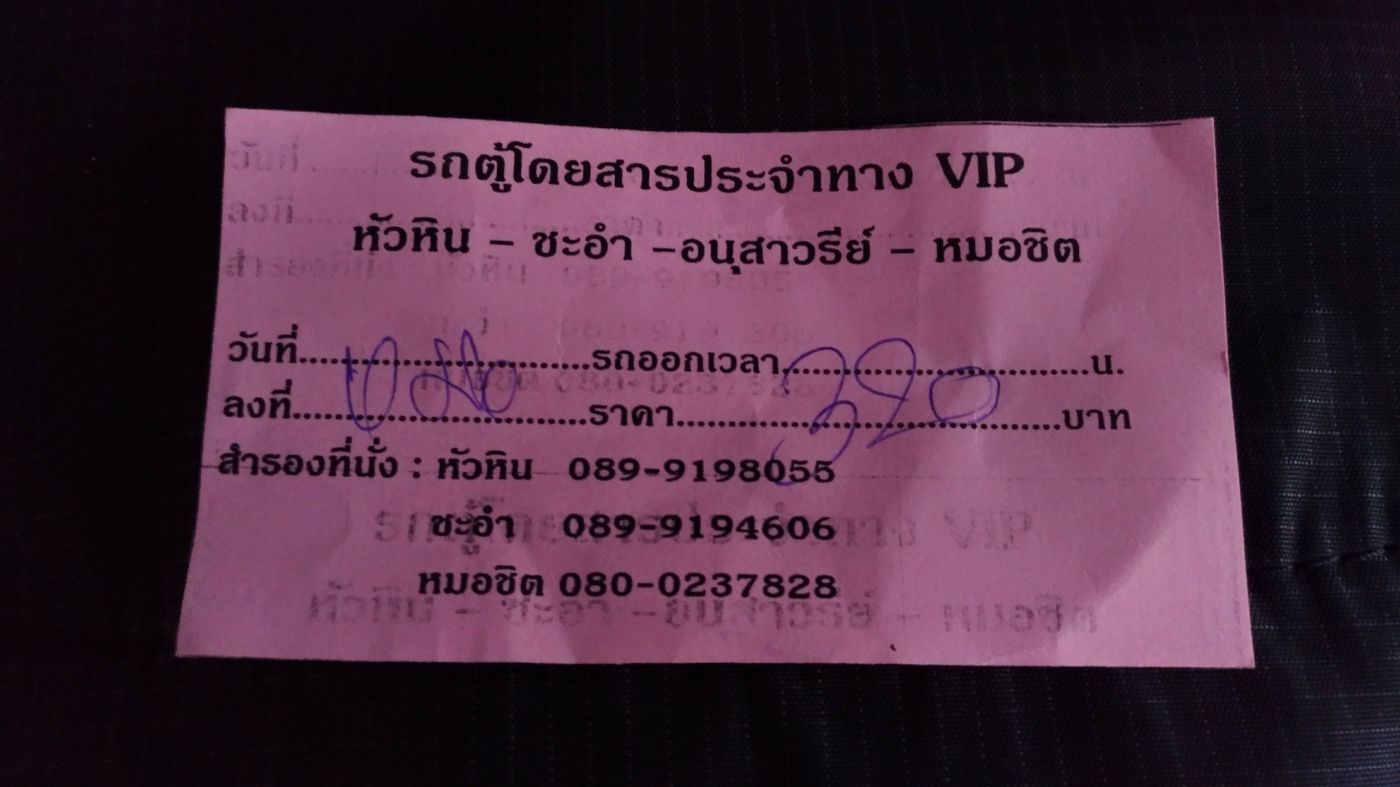 รถตู้โดยสารประจำทาง VIP
หัวหิน – ชะอำ –อนุสาวรีย์ – หมอชิต
วันที่..............................รถออกเวลา................................น.
ลงที่..............................ราคา.......................................บาท
320
สำรองที่นั่ง : หัวหิน 089-9198055
ชะอำ 089-9194606
หมอชิต 080-0237828